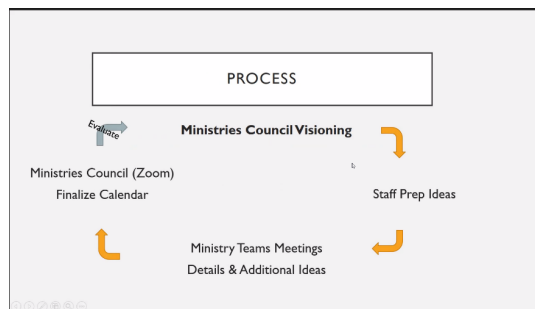 PROCESS
Evaluate
Ministries Council Visioning
Ministries Council (Zoom)
Finalize Calendar
Staff Prep Ideas
Ministry Teams Meetings
Details & Additional Ideas